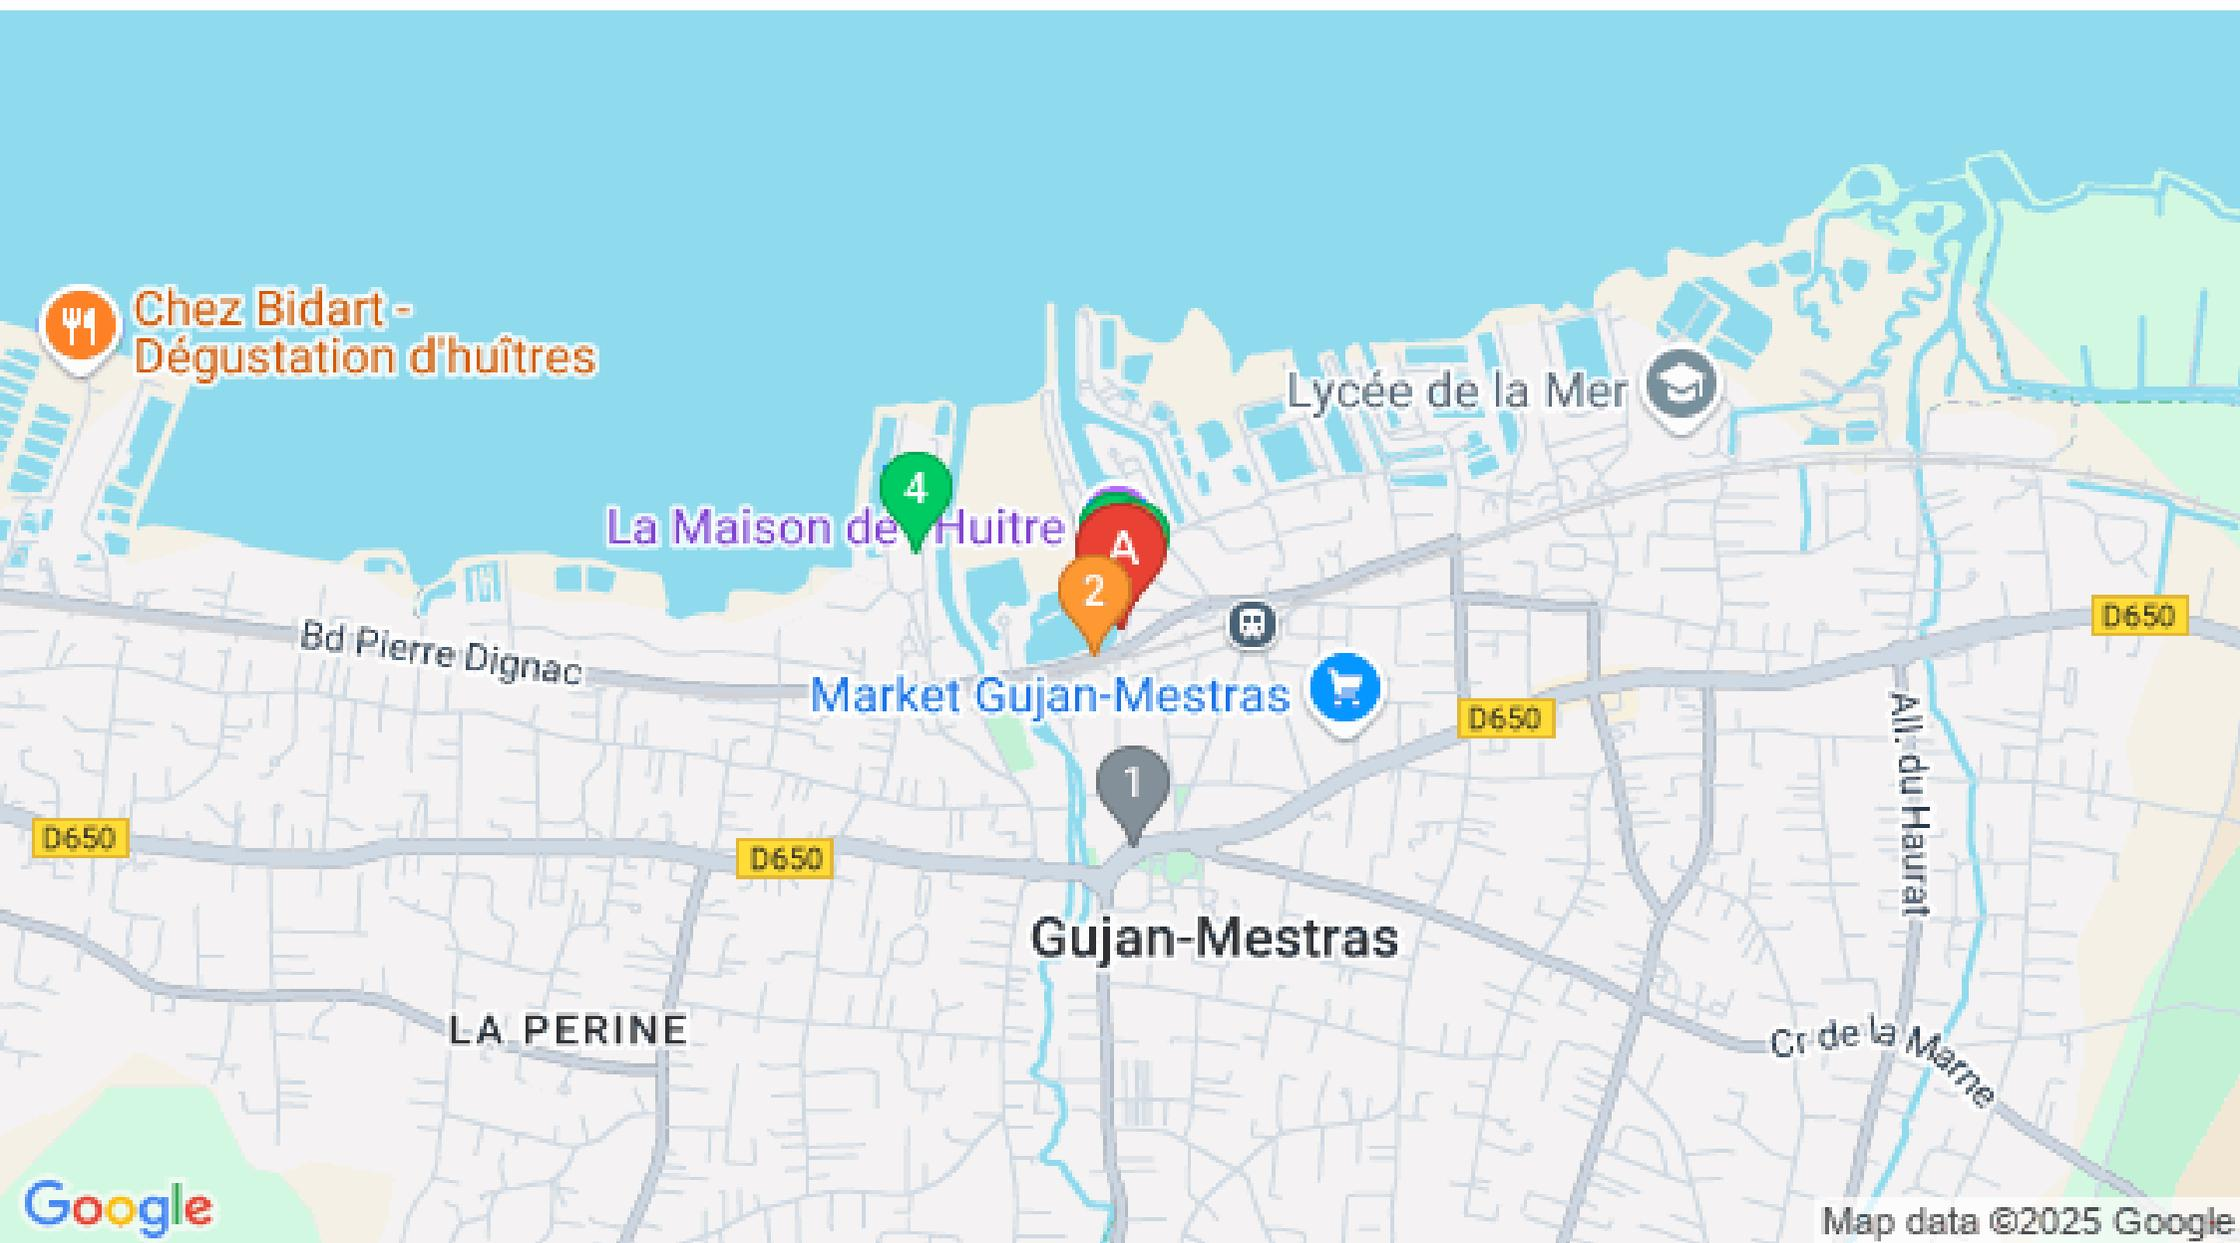 Chez Bidart -
Dégustation d'huîtres
Lycée de la Mer
4
La Maison de
Huitre
A
2
D650
Bd Pierre Dignac
Market Gujan-Mestras
D650
All. du Haurat
1
D650
D650
Gujan-Mestras
LA PERINE
Cr de la Marne
Google
Map data ©2025 Google